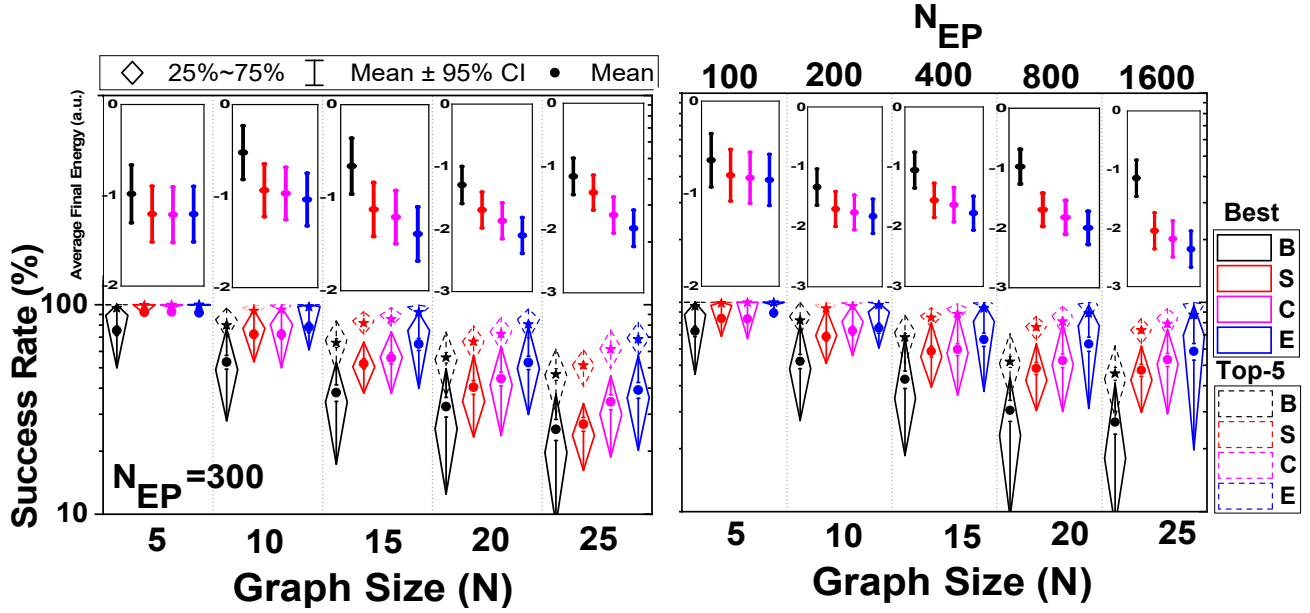 N_EP
25%~75% Mean ± 95% CI Mean
100 200 400 800 1600
Average Final Energy (a.u.)
0 0 0 0 0 0 0 0 0 0
-1 -1 -1 -1 -1 -1 -1 -1 -1 -1
-2 -2 -2 -2 -2 -2 -2 -2 -2 -2
-3 -3 -3 -3 -3 -3
Success Rate (%)
100
10
N_EP =300
5 10 15 20 25
Graph Size (N)
5 10 15 20 25
Graph Size (N)
Best
B
S
C
E
Top-5
B
S
C
E